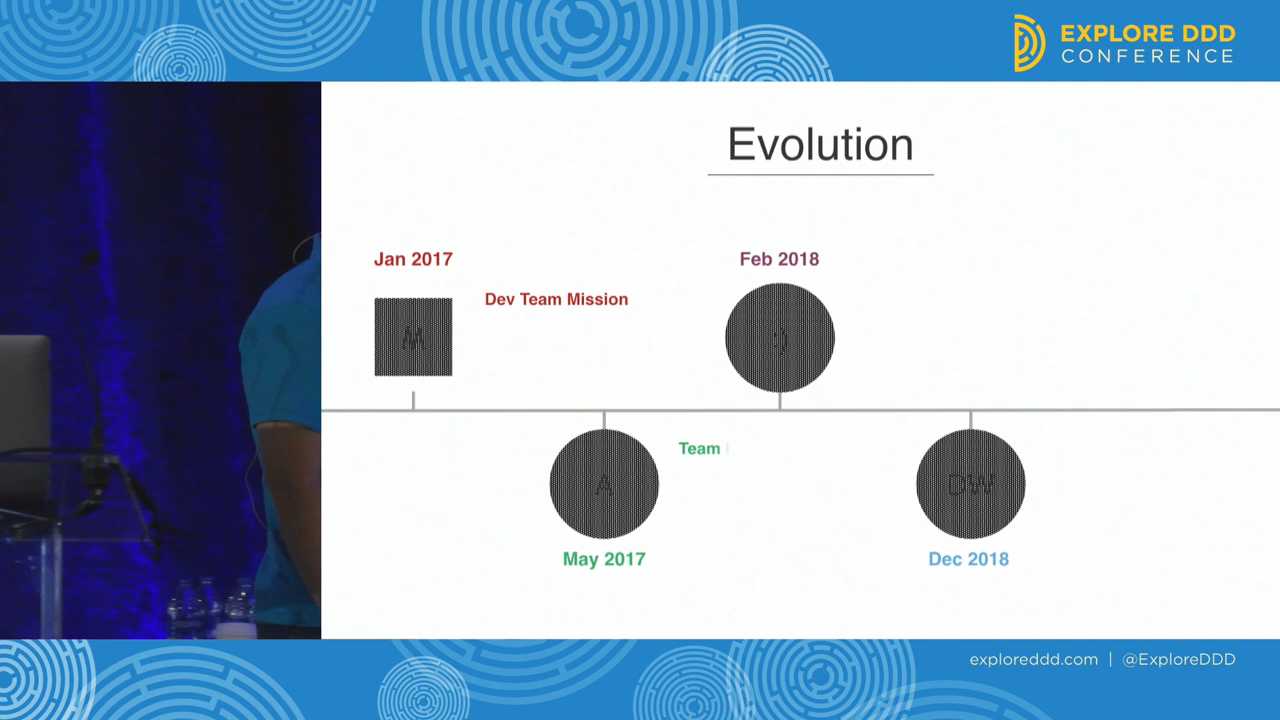 EXPLORE DDD
CONFERENCE
Evolution
Jan 2017
Feb 2018
Dev Team Mission
M
A
Team
DW
May 2017
Dec 2018
exploreddd.com | @ExploreDDD